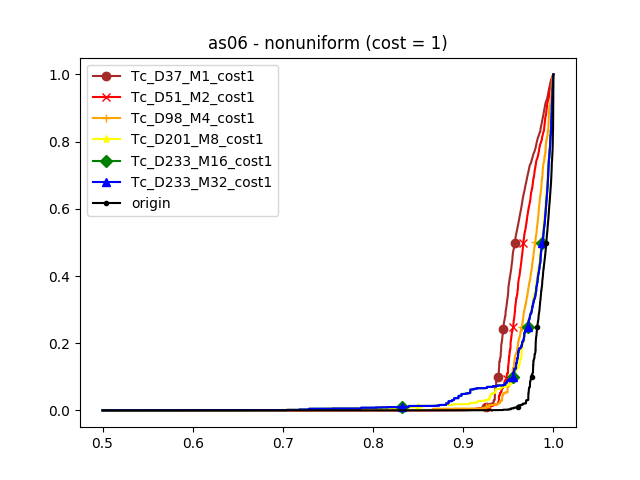 as06 - nonuniform (cost = 1)
1.0
0.8
0.6
0.4
0.2
0.0
0.5 0.6 0.7 0.8 0.9 1.0
Tc_D37_M1_cost1
Tc_D51_M2_cost1
Tc_D98_M4_cost1
Tc_D201_M8_cost1
Tc_D233_M16_cost1
Tc_D233_M32_cost1
origin